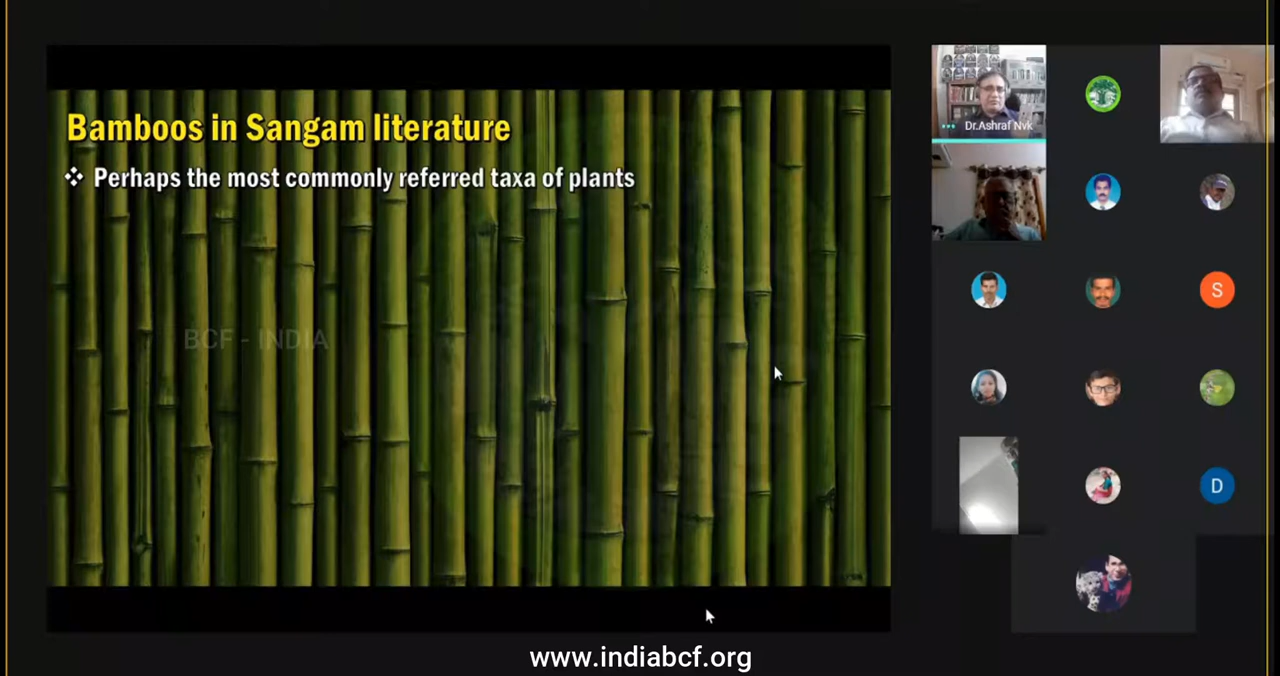 Bamboos in Sangam literature
❖ Perhaps the most commonly referred taxa of plants
BCF - INDIA
Dr.Ashraf Nvk
S
D
www.indiabcf.org